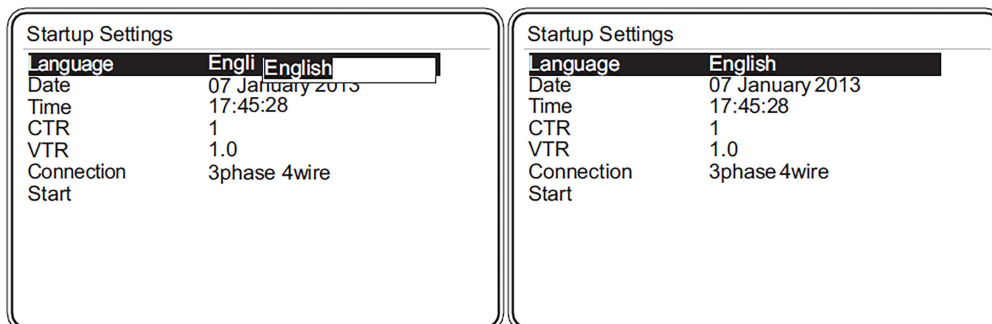 Startup Settings
Language Engli English
Date 07 January 2013
Time 17:45:28
CTR 1
VTR 1.0
Connection 3phase 4wire
Start
Startup Settings
Language English
Date 07 January 2013
Time 17:45:28
CTR 1
VTR 1.0
Connection 3phase 4wire
Start